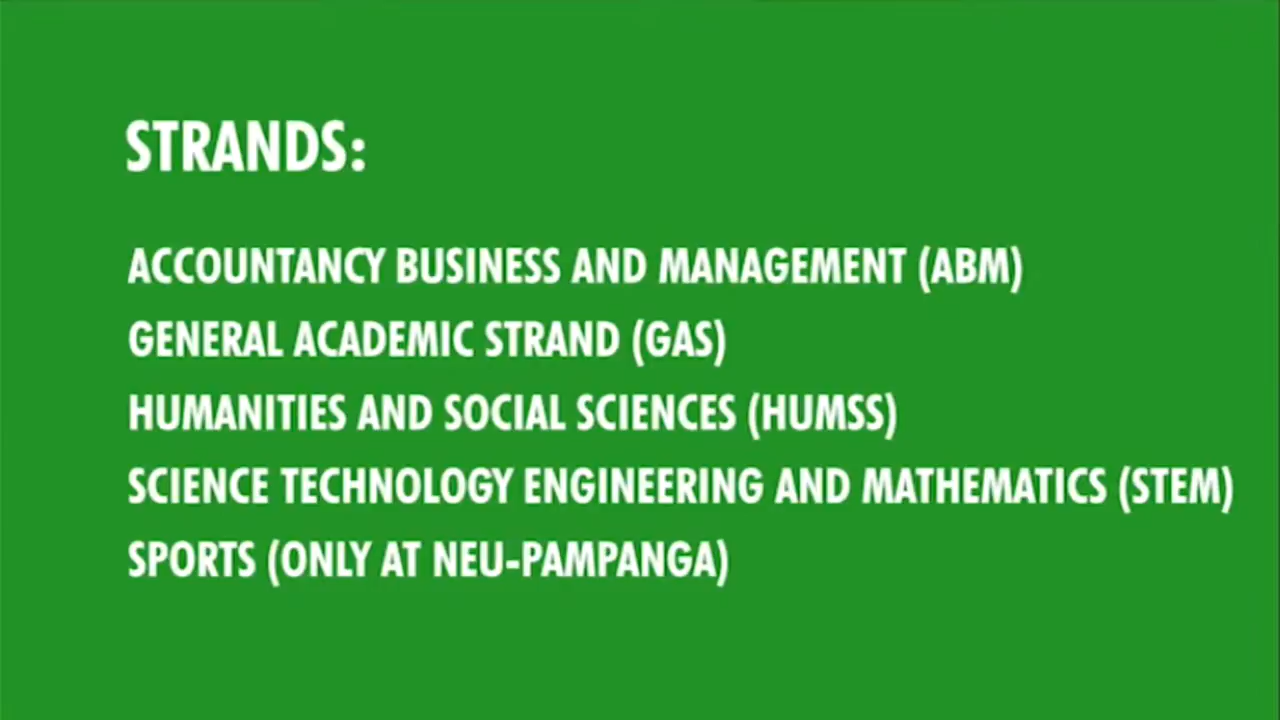 STRANDS:
ACCOUNTANCY BUSINESS AND MANAGEMENT (ABM)
GENERAL ACADEMIC STRAND (GAS)
HUMANITIES AND SOCIAL SCIENCES (HUMSS)
SCIENCE TECHNOLOGY ENGINEERING AND MATHEMATICS (STEM)
SPORTS (ONLY AT NEU-PAMPANGA)